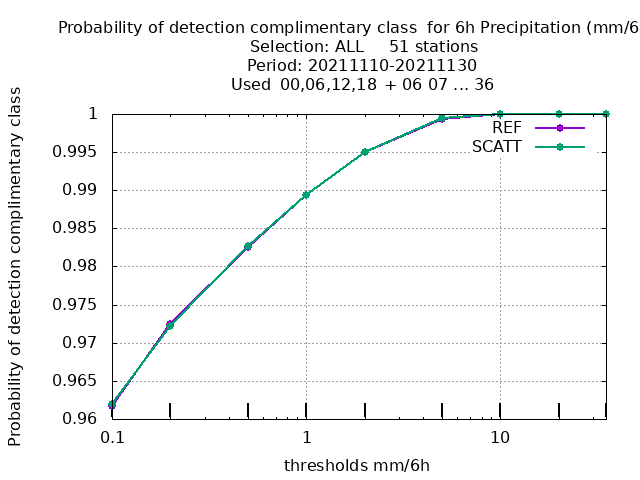 Probability of detection complimentary class for 6h Precipitation (mm/6
Selection: ALL 51 stations
Period: 20211110-20211130
Used 00,06,12,18 + 06 07 ... 36
Probability of detection complimentary class
1
0.995
0.99
0.985
0.98
0.975
0.97
0.965
0.96
REF
SCATT
0.1 1 10
thresholds mm/6h